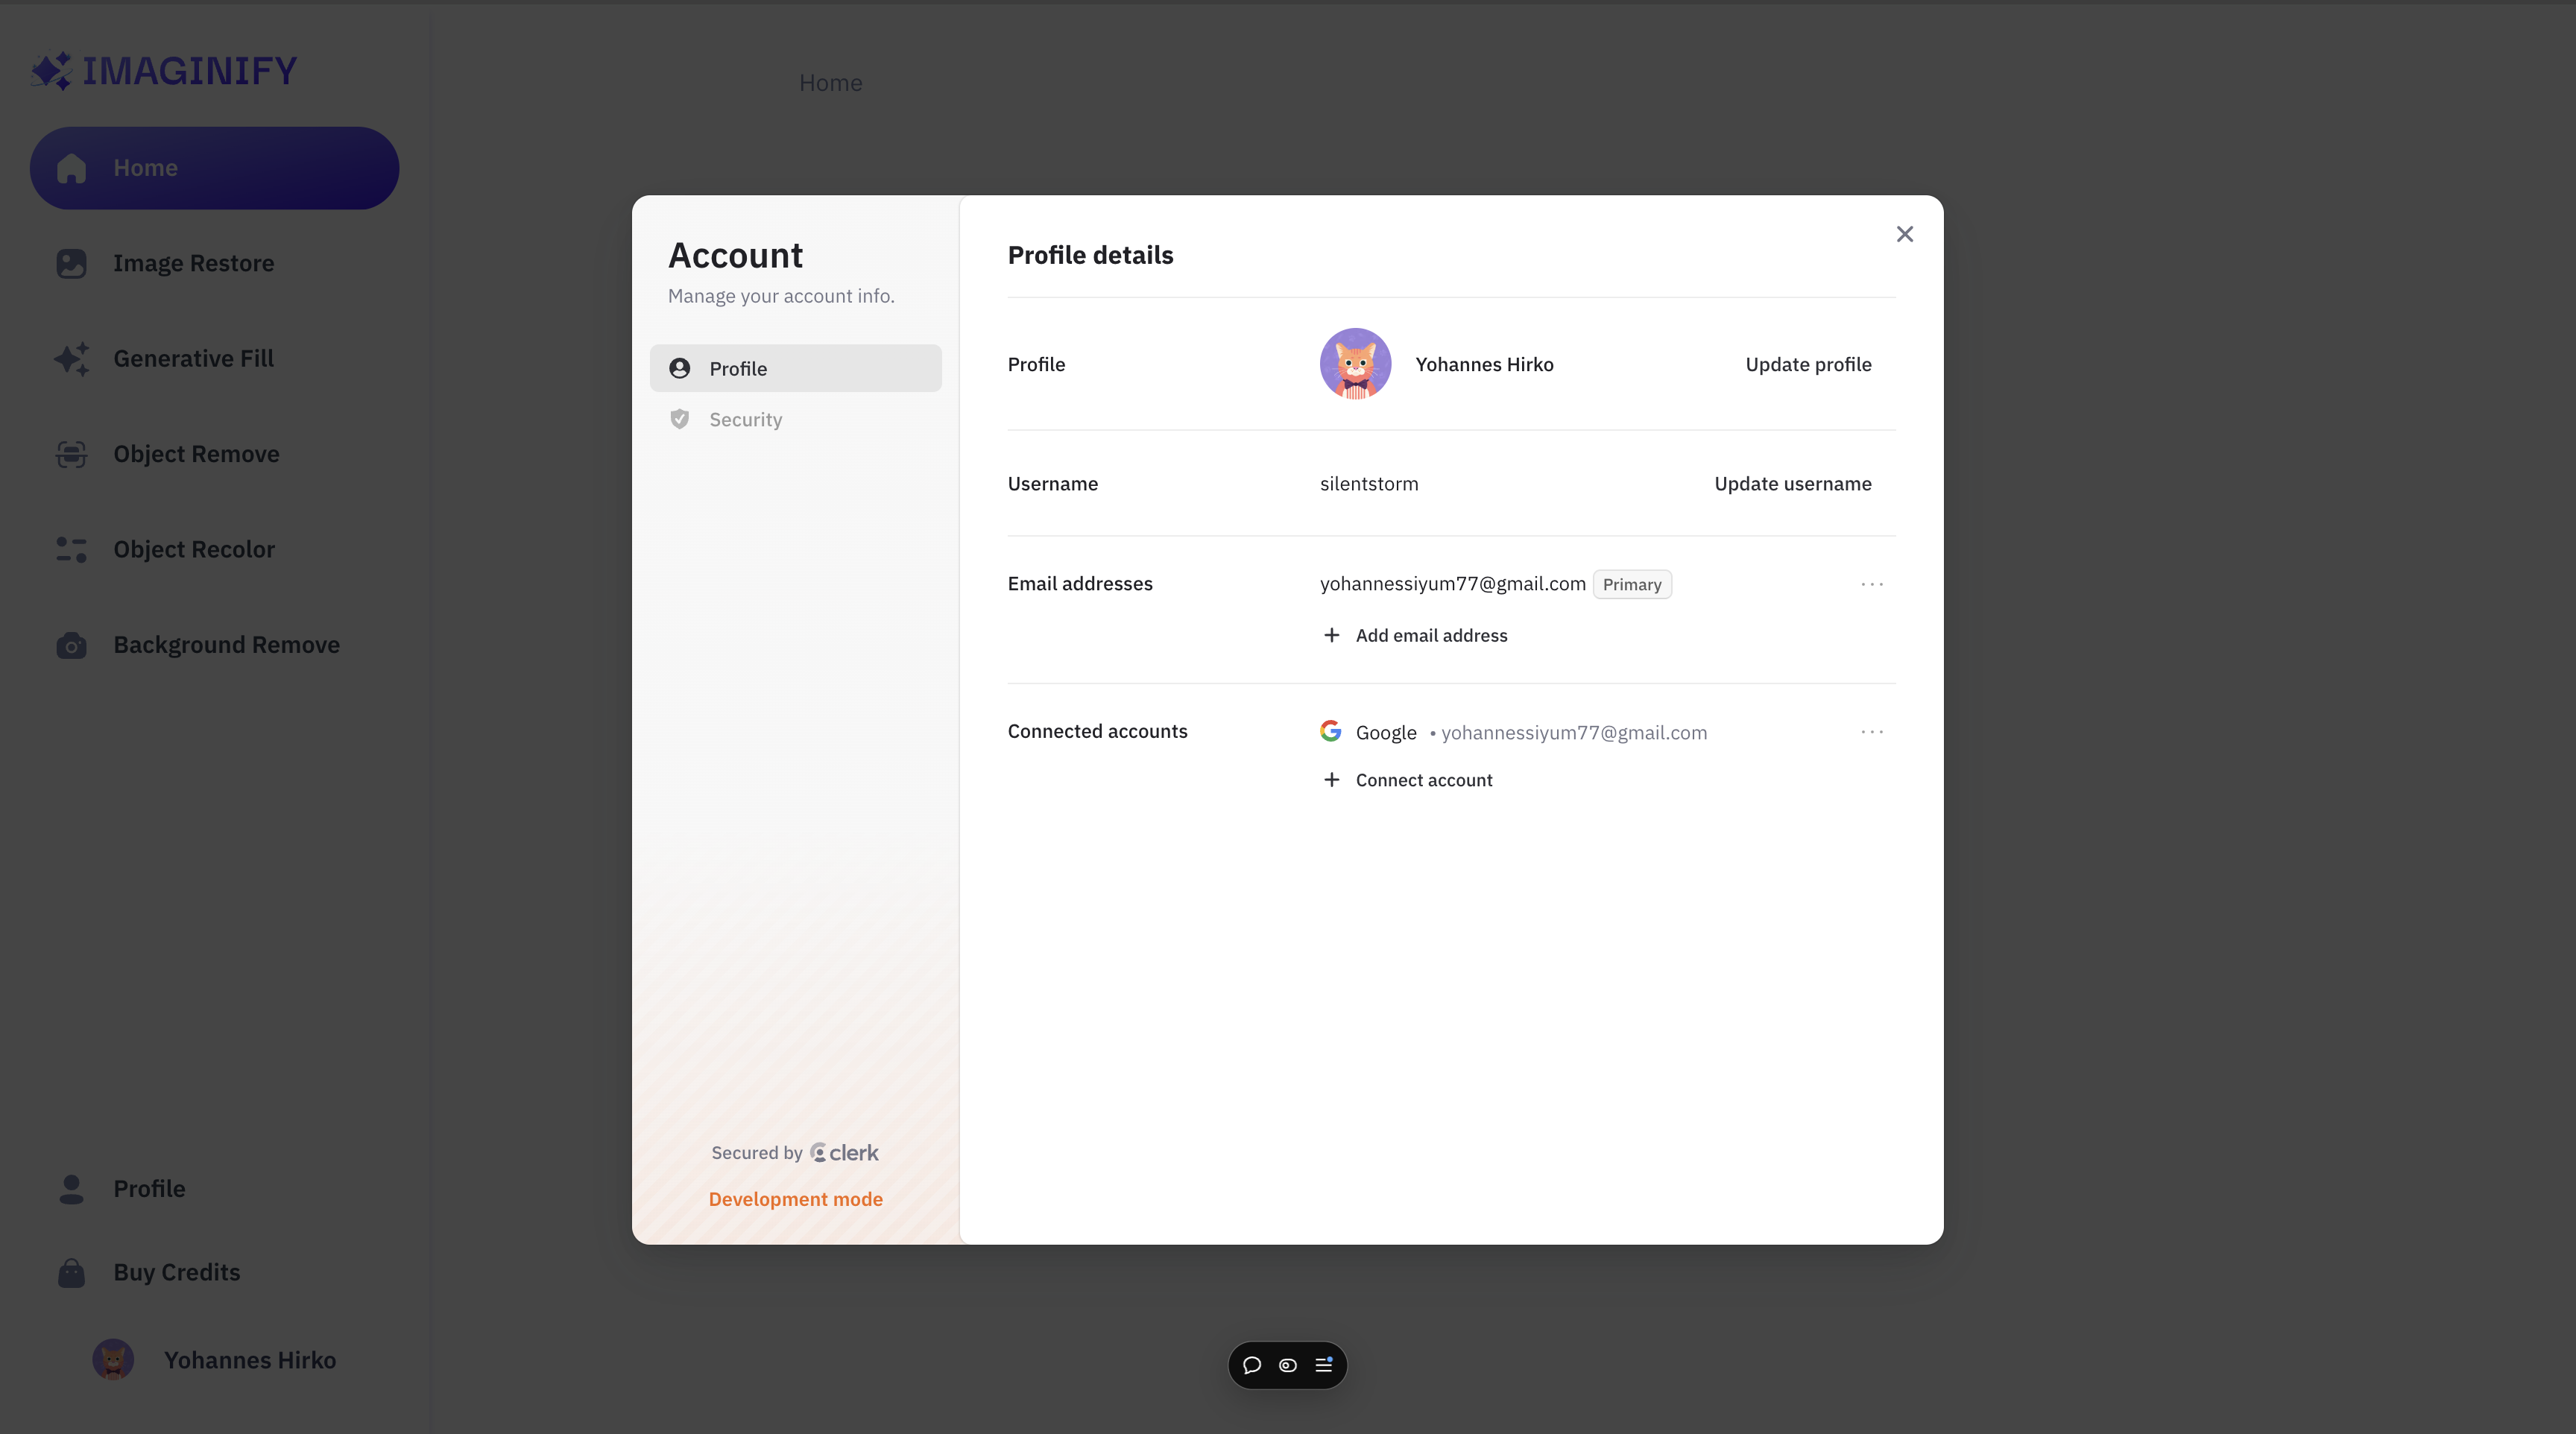 IMAGINIFY
Home
Image Restore
Generative Fill
Object Remove
Object Recolor
Background Remove
Profile
Buy Credits
Yohannes Hirko
Home
Account
Manage your account info.
Profile
Security
Secured by clerk
Development mode
Profile details
Profile
Yohannes Hirko
Update profile
Username
silentstorm
Update username
Email addresses
yohannessiyum77@gmail.com Primary
Add email address
Connected accounts
Google • yohannessiyum77@gmail.com
Connect account